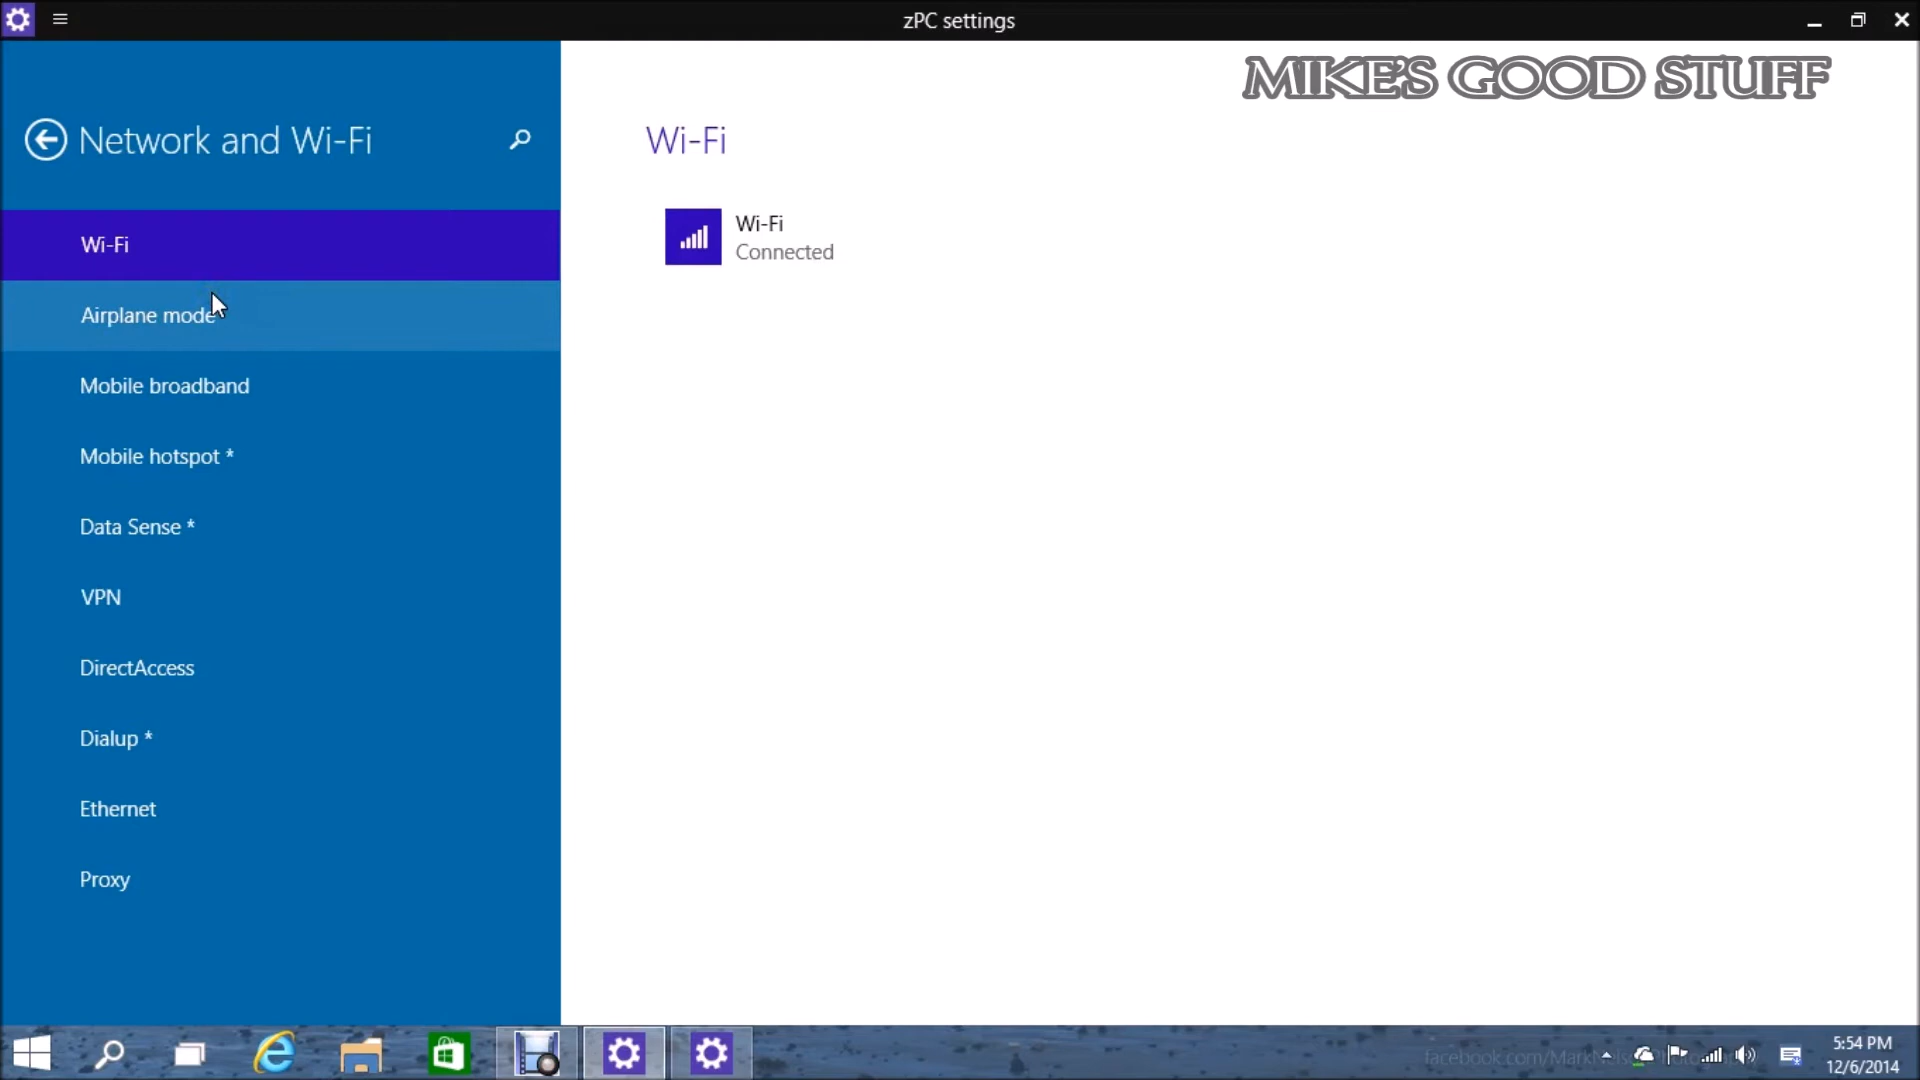 zPC settings
MIKE'S GOOD STUFF
Network and Wi-Fi
Wi-Fi
Airplane mode
Mobile broadband
Mobile hotspot *
Data Sense *
VPN
DirectAccess
Dialup *
Ethernet
Proxy
Wi-Fi
Wi-Fi
Connected
5:54 PM
12/6/2014